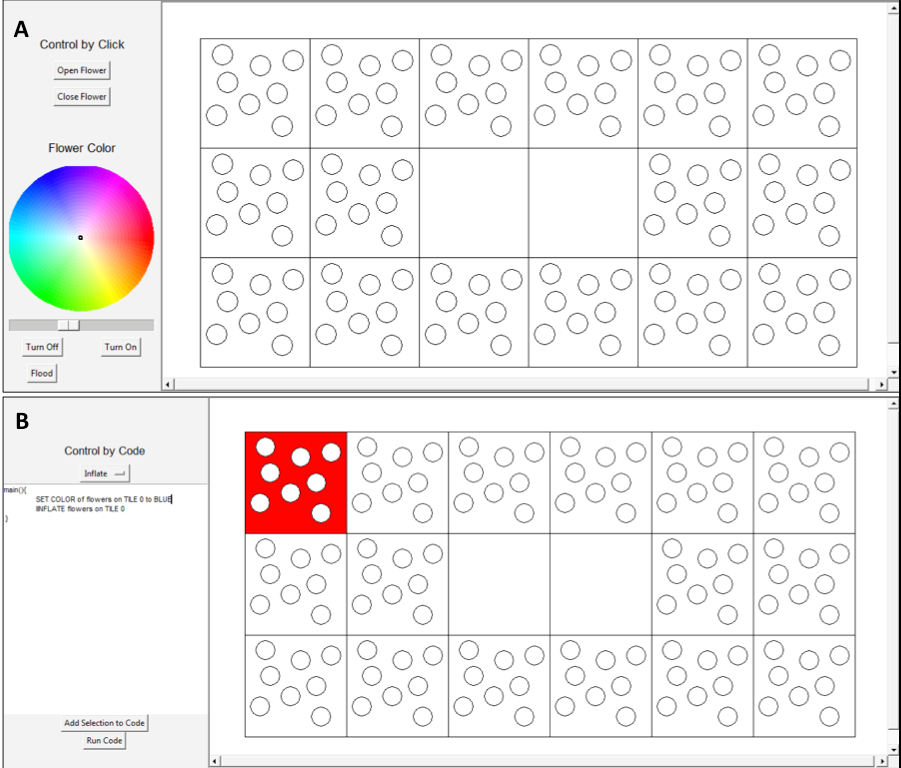 A
Control by Click
Open Flower
Close Flower
Flower Color
Turn Off Turn On
Flood
B
Control by Code
Inflate
main(){
SET COLOR of flowers on TILE 0 to BLUE
IINFLATE flowers on TILE 0
}
Add Selection to Code
Run Code